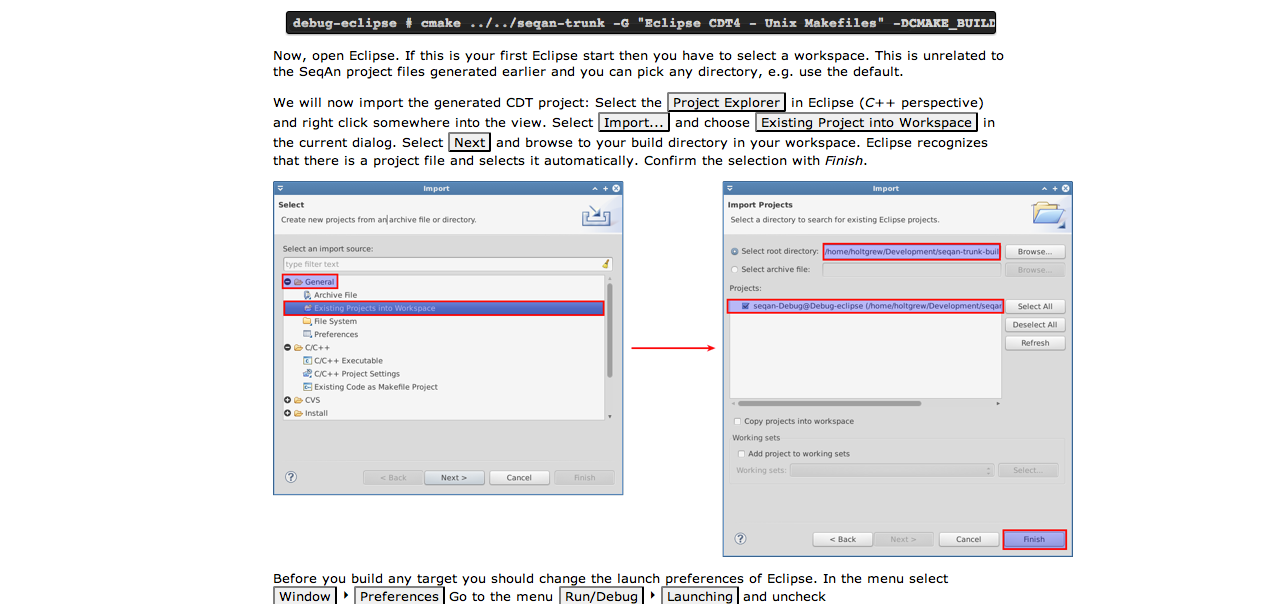 debug-eclipse # cmake ../../seqan-trunk -G "Eclipse CDT4 - Unix Makefiles" -DCMAKE_BUILD
Now, open Eclipse. If this is your first Eclipse start then you have to select a workspace. This is unrelated to
the SeqAn project files generated earlier and you can pick any directory, e.g. use the default.
We will now import the generated CDT project: Select the Project Explorer in Eclipse (C++ perspective)
and right click somewhere into the view. Select Import... and choose Existing Project into Workspace in
the current dialog. Select Next and browse to your build directory in your workspace. Eclipse recognizes
that there is a project file and selects it automatically. Confirm the selection with Finish.
Import
Select
Create new projects from an archive file or directory.
Select an import source:
type filter text
General
Archive File
Existing Projects into Workspace
File System
Preferences
C/C++
C/C++ Executable
C/C++ Project Settings
Existing Code as Makefile Project
CVS
Install
? < Back Next > Cancel Finish
Import
Import Projects
Select a directory to search for existing Eclipse projects.
Select root directory: /home/holtgrew/Development/seqan-trunk-buil Browse...
Select archive file: Browse...
Projects:
seqan-Debug@Debug-eclipse (/home/holtgrew/Development/seqan Select All
Deselect All
Refresh
Copy projects into workspace
Working sets
Add project to working sets
Working sets: Select...
? < Back Next > Cancel Finish
Before you build any target you should change the launch preferences of Eclipse. In the menu select
Window Preferences Go to the menu Run/Debug Launching and uncheck